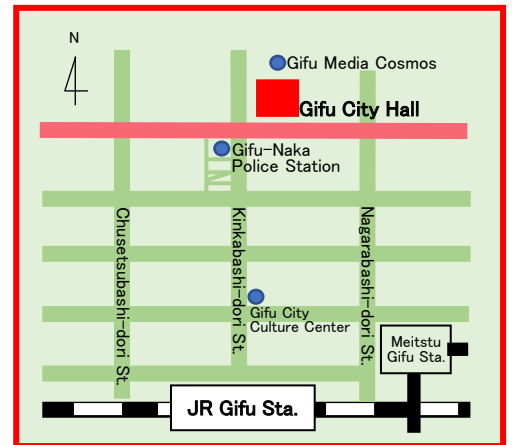 N
Gifu Media Cosmos
Gifu City Hall
Gifu-Naka
Police Station
Chusetsubashi-dori St.
Kinkabashi-dori St.
Nagarabashi-dori St.
Gifu City
Culture Center
Meitstu
Gifu Sta.
JR Gifu Sta.